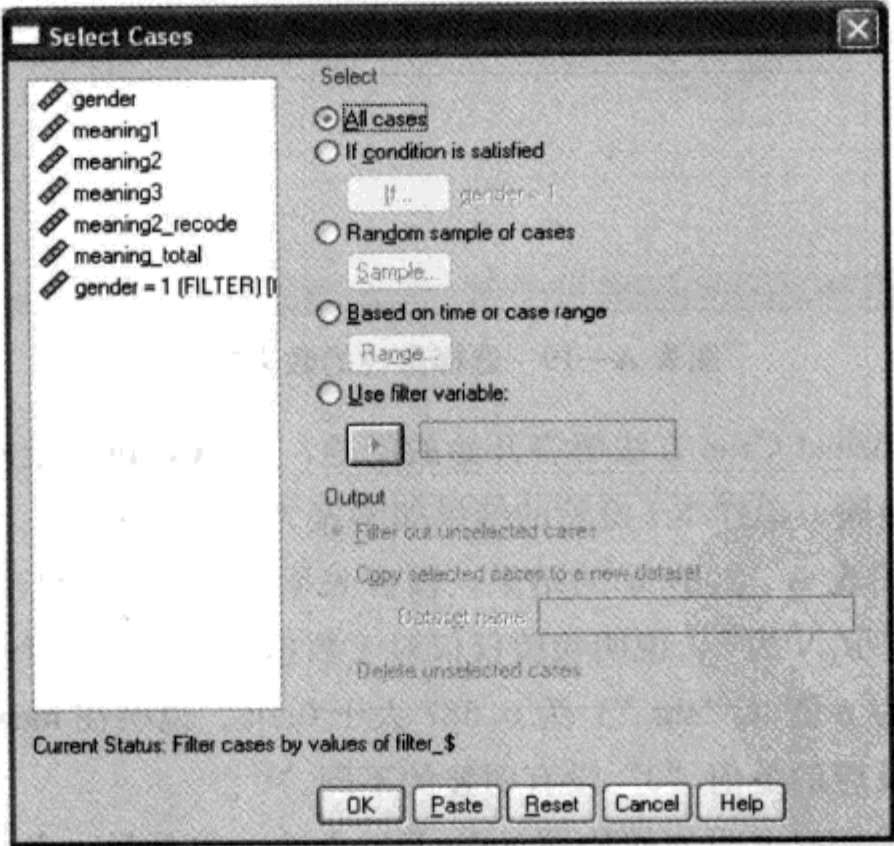 Select Cases
gender
meaning1
meaning2
meaning3
meaning2_recode
meaning_total
gender = 1 (FILTER)
Select
All cases
If condition is satisfied
If... gender = 1
Random sample of cases
Sample...
Based on time or case range
Range...
Use filter variable:
Output
Filter out unselected cases
Copy selected cases to a new dataset
Dataset name:
Delete unselected cases
Current Status: Filter cases by values of filter_$
OK Paste Reset Cancel Help